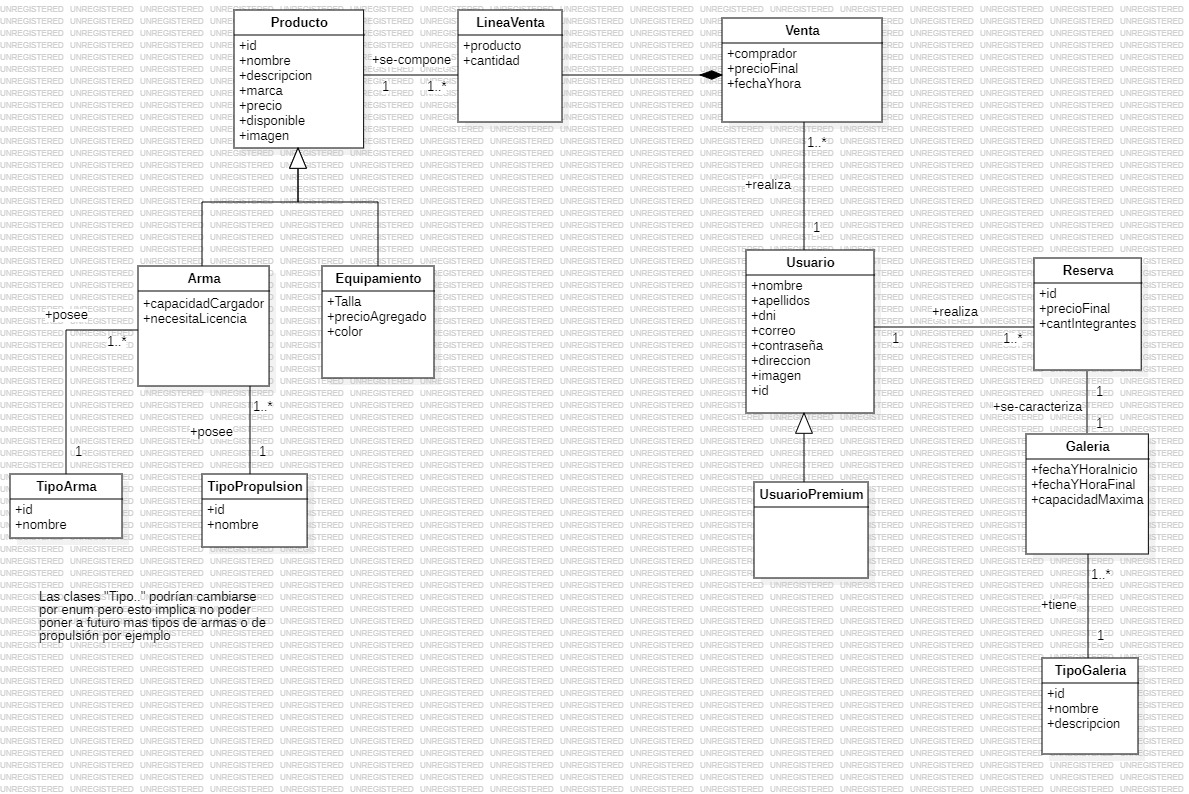 Producto
+id
+nombre
+descripcion
+marca
+precio
+disponible
+imagen
+se-compone
1
1..*
LineaVenta
+producto
+cantidad
Venta
+comprador
+precioFinal
+fechaYhora
1..*
+realiza
1
Arma
+capacidadCargador
+necesitaLicencia
Equipamiento
+Talla
+precioAgregado
+color
Usuario
+nombre
+apellidos
+dni
+correo
+contraseña
+direccion
+imagen
+id
+realiza
1
1..*
Reserva
+id
+precioFinal
+cantIntegrantes
+posee
1..*
1
1..*
+posee
1
1
+se-caracteriza
1
Galeria
+fechaYHoraInicio
+fechaYHoraFinal
+capacidadMaxima
TipoArma
+id
+nombre
TipoPropulsion
+id
+nombre
UsuarioPremium
1..*
+tiene
1
TipoGaleria
+id
+nombre
+descripcion
Las clases "Tipo.." podrían cambiarse
por enum pero esto implica no poder
poner a futuro mas tipos de armas o de
propulsión por ejemplo
UNREGISTERED